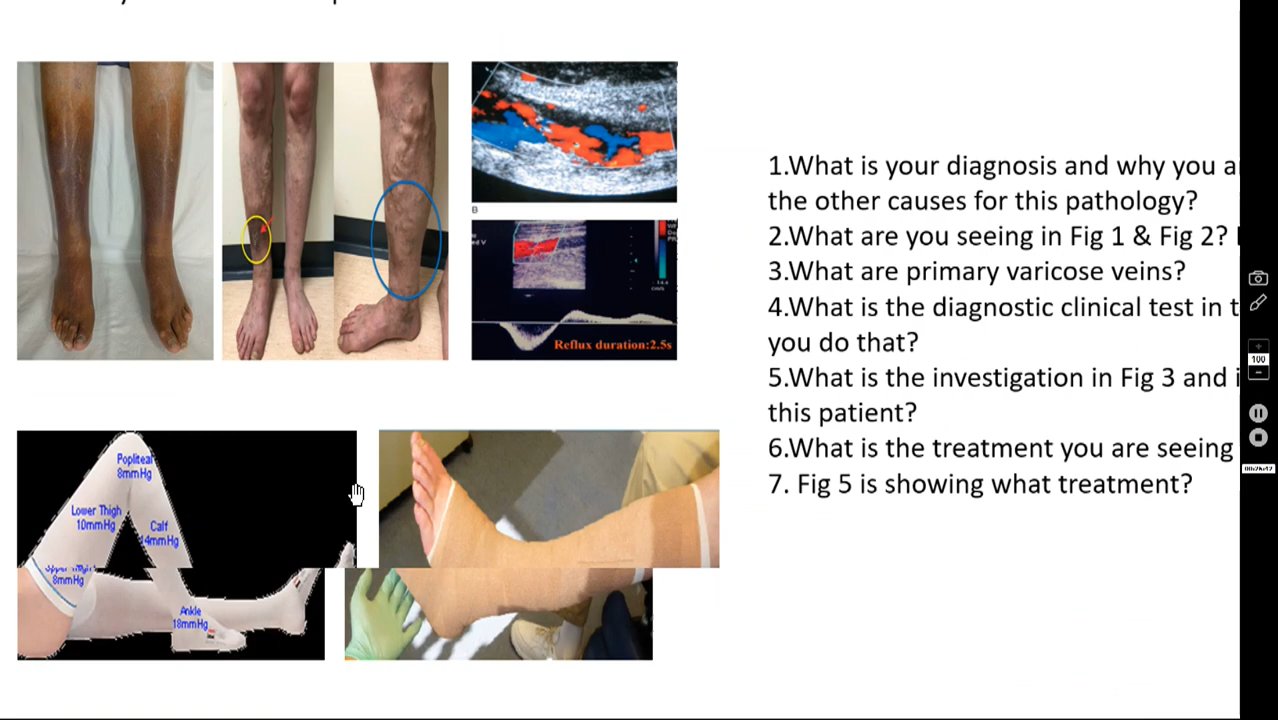 B
Reflux duration:2.5s
Popliteal
8mmHg
Lower Thigh
10mmHg
Calf
14mmHg
8mmHg
Ankle
18mmHg
1.What is your diagnosis and why you
the other causes for this pathology?
2.What are you seeing in Fig 1 & Fig 2?
3.What are primary varicose veins?
4.What is the diagnostic clinical test in
you do that?
5.What is the investigation in Fig 3 and
this patient?
6.What is the treatment you are seeing
7. Fig 5 is showing what treatment?
100